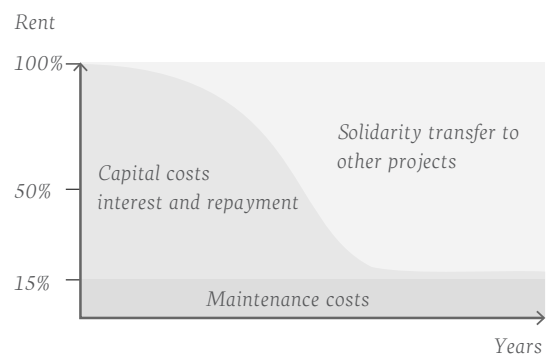 Rent
100%
Solidarity transfer to
other projects
Capital costs
interest and repayment
50%
15%
Maintenance costs
Years